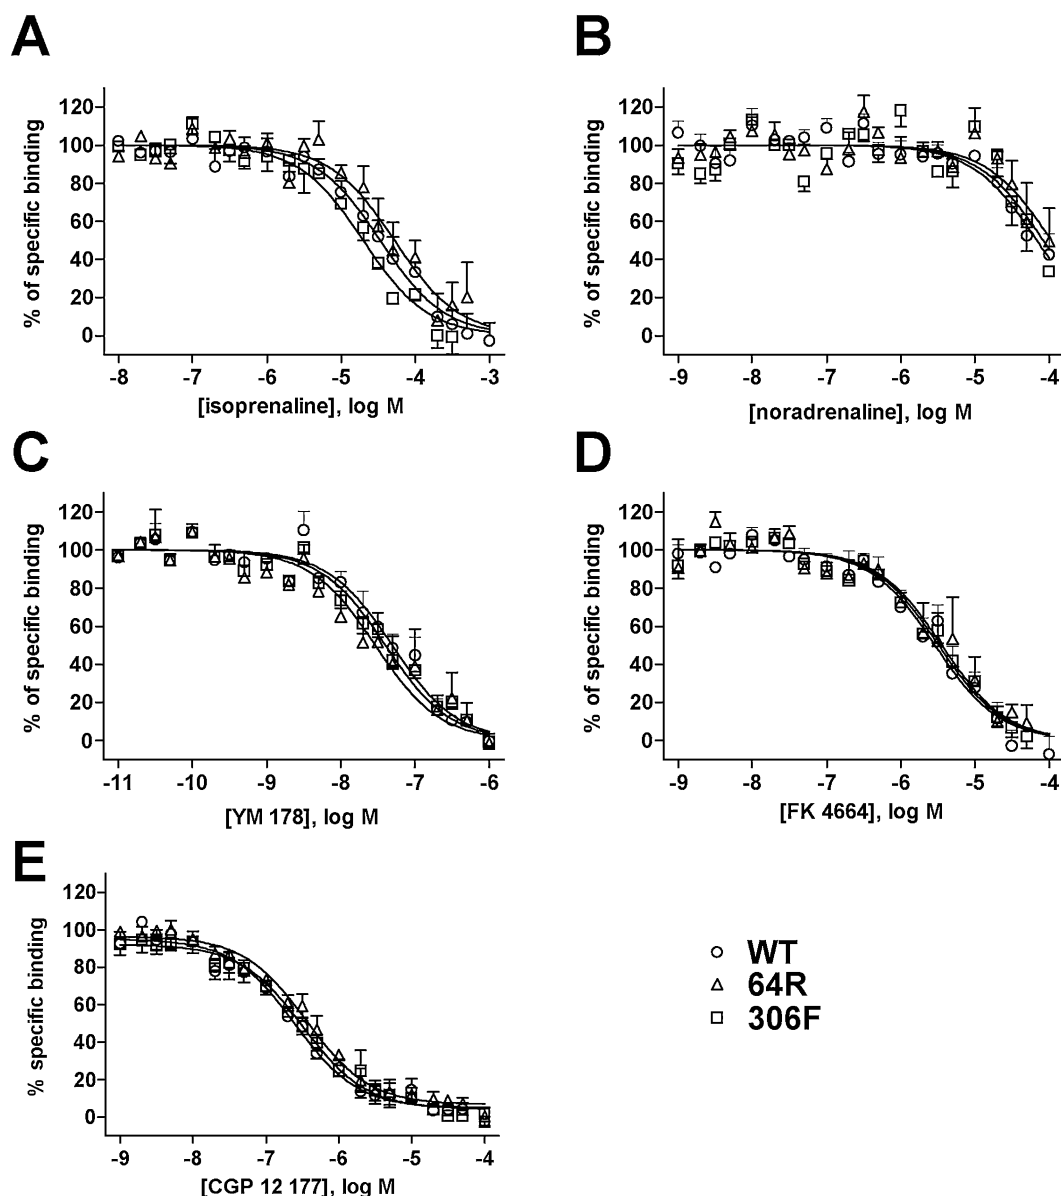 A
B
120
100
80
60
40
20
0
% of specific binding
-8 -7 -6 -5 -4 -3
[isoprenaline], log M
120
100
80
60
40
20
0
% of specific binding
-9 -8 -7 -6 -5 -4
[noradrenaline], log M
C
D
120
100
80
60
40
20
0
% of specific binding
-11 -10 -9 -8 -7 -6
[YM 178], log M
120
100
80
60
40
20
0
% of specific binding
-9 -8 -7 -6 -5 -4
[FK 4664], log M
E
120
100
80
60
40
20
0
% specific binding
-9 -8 -7 -6 -5 -4
[CGP 12 177], log M
WT
64R
306F